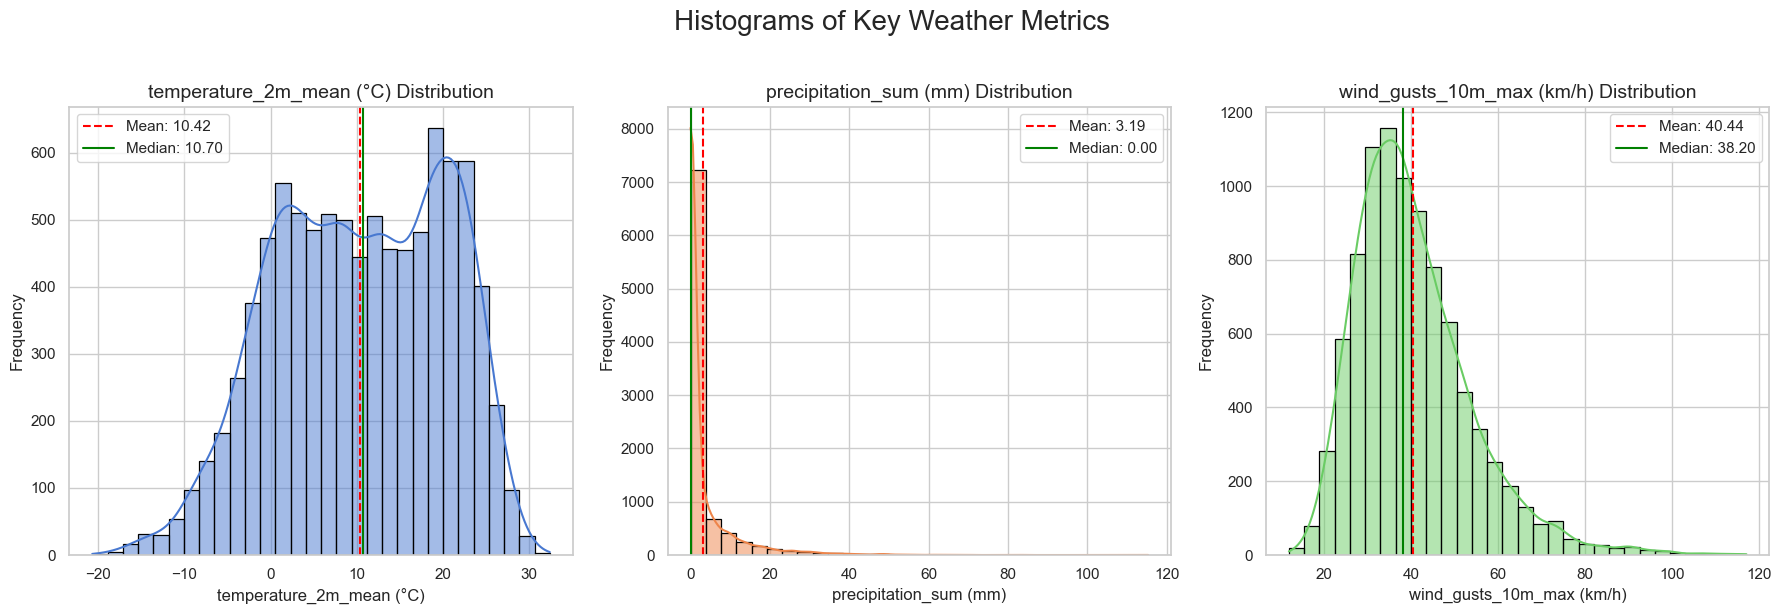 Histograms of Key Weather Metrics
temperature_2m_mean (°C) Distribution
Mean: 10.42
Median: 10.70
Frequency
600
500
400
300
200
100
0
−20
−10
0
10
20
30
temperature_2m_mean (°C)
precipitation_sum (mm) Distribution
Mean: 3.19
Median: 0.00
Frequency
8000
7000
6000
5000
4000
3000
2000
1000
0
0
20
40
60
80
100
120
precipitation_sum (mm)
wind_gusts_10m_max (km/h) Distribution
Mean: 40.44
Median: 38.20
Frequency
1200
1000
800
600
400
200
0
20
40
60
80
100
120
wind_gusts_10m_max (km/h)